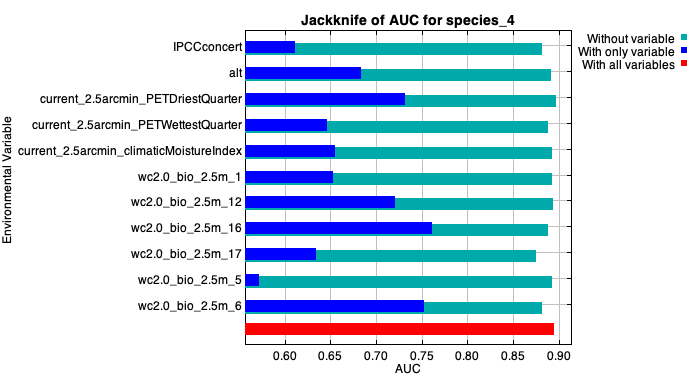 Jackknife of AUC for species_4
Without variable
With only variable
With all variables
Environmental Variable
IPCCconcert
alt
current_2.5arcmin_PETDriestQuarter
current_2.5arcmin_PETWettestQuarter
current_2.5arcmin_climaticMoistureIndex
wc2.0_bio_2.5m_1
wc2.0_bio_2.5m_12
wc2.0_bio_2.5m_16
wc2.0_bio_2.5m_17
wc2.0_bio_2.5m_5
wc2.0_bio_2.5m_6
0.60 0.65 0.70 0.75 0.80 0.85 0.90
AUC